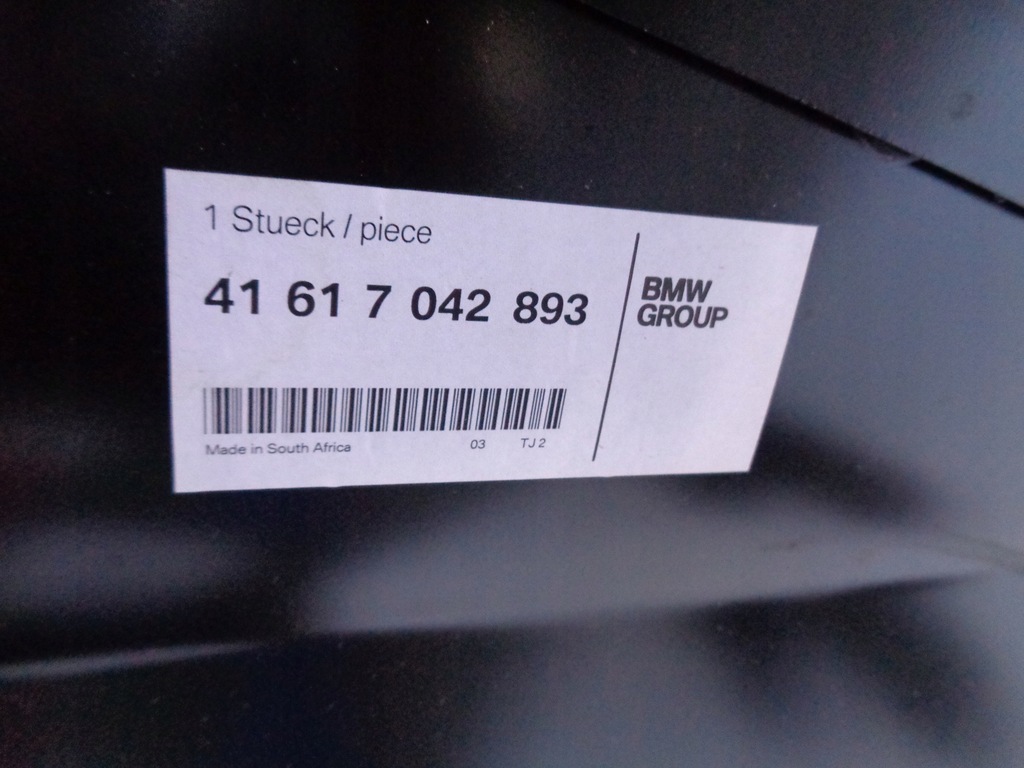 1 Stueck / piece
41 61 7 042 893
BMW
GROUP
Made in South Africa 03 TJ 2